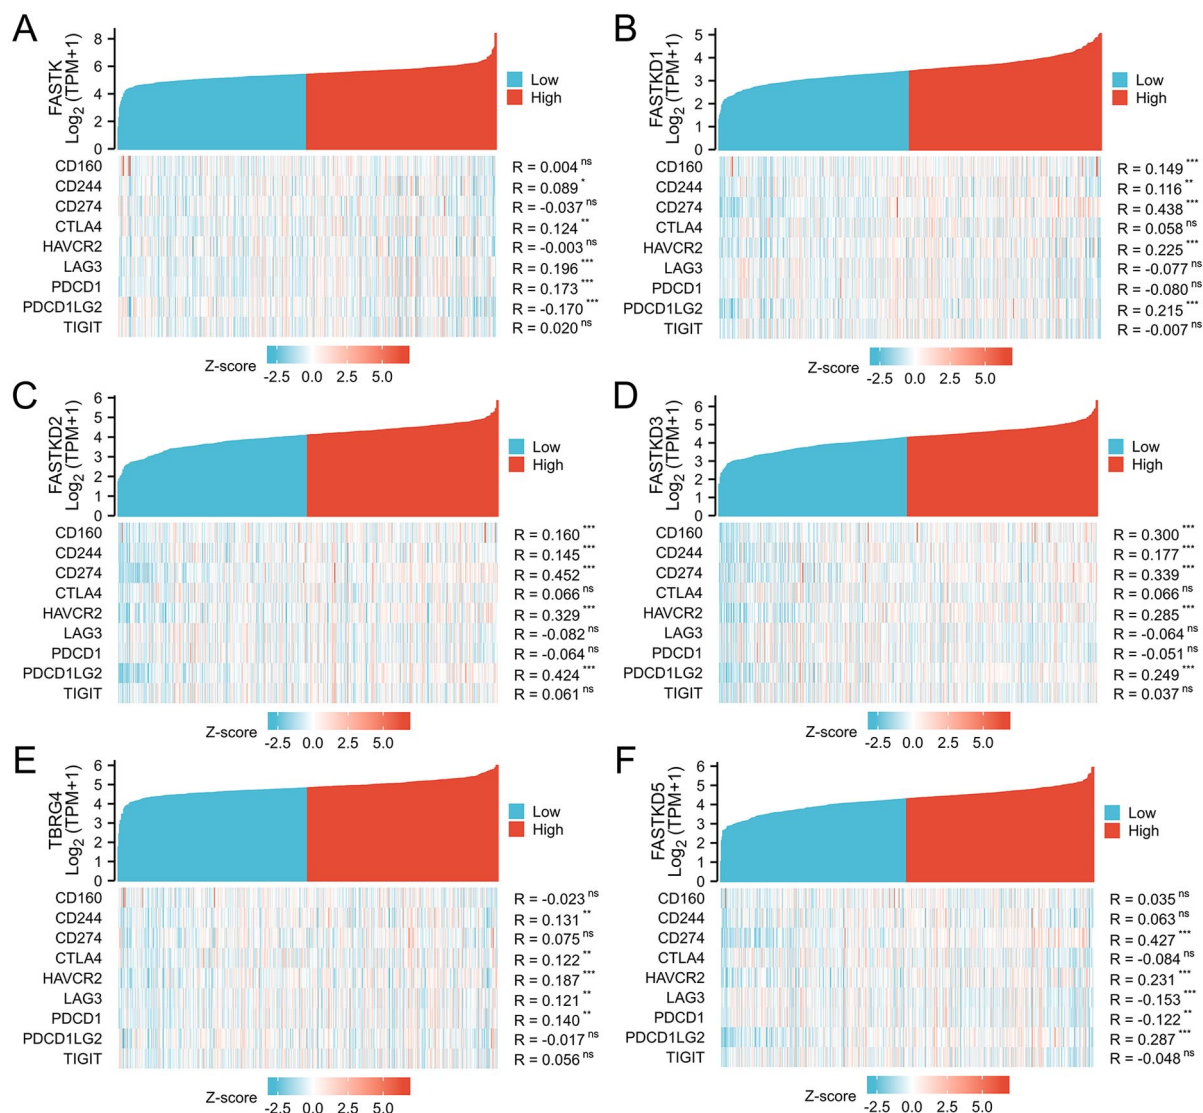 A
FASTK
Log2 (TPM+1)
8
6
4
2
0
Low
High
CD160 R = 0.004 ns
CD244 R = 0.089 *
CD274 R = -0.037 ns
CTLA4 R = 0.124 **
HAVCR2 R = -0.003 ns
LAG3 R = 0.196 ***
PDCD1 R = 0.173 ***
PDCD1LG2 R = -0.170 ***
TIGIT R = 0.020 ns
Z-score
-2.5 0.0 2.5 5.0
B
FASTKD1
Log2 (TPM+1)
5
4
3
2
1
0
Low
High
CD160 R = 0.149 ***
CD244 R = 0.116 **
CD274 R = 0.438 ***
CTLA4 R = 0.058 ns
HAVCR2 R = 0.225 ***
LAG3 R = -0.077 ns
PDCD1 R = -0.080 ns
PDCD1LG2 R = 0.215 ***
TIGIT R = -0.007 ns
Z-score
-2.5 0.0 2.5 5.0
C
FASTKD2
Log2 (TPM+1)
6
5
4
3
2
1
0
Low
High
CD160 R = 0.160 ***
CD244 R = 0.145 ***
CD274 R = 0.452 ***
CTLA4 R = 0.066 ns
HAVCR2 R = 0.329 ***
LAG3 R = -0.082 ns
PDCD1 R = -0.064 ns
PDCD1LG2 R = 0.424 ***
TIGIT R = 0.061 ns
Z-score
-2.5 0.0 2.5 5.0
D
FASTKD3
Log2 (TPM+1)
6
5
4
3
2
1
0
Low
High
CD160 R = 0.300 ***
CD244 R = 0.177 ***
CD274 R = 0.339 ***
CTLA4 R = 0.066 ns
HAVCR2 R = 0.285 ***
LAG3 R = -0.064 ns
PDCD1 R = -0.051 ns
PDCD1LG2 R = 0.249 ***
TIGIT R = 0.037 ns
Z-score
-2.5 0.0 2.5 5.0
E
TBRG4
Log2 (TPM+1)
6
5
4
3
2
1
0
Low
High
CD160 R = -0.023 ns
CD244 R = 0.131 **
CD274 R = 0.075 ns
CTLA4 R = 0.122 **
HAVCR2 R = 0.187 ***
LAG3 R = 0.121 **
PDCD1 R = 0.140 **
PDCD1LG2 R = -0.017 ns
TIGIT R = 0.056 ns
Z-score
-2.5 0.0 2.5 5.0
F
FASTKD5
Log2 (TPM+1)
6
5
4
3
2
1
0
Low
High
CD160 R = 0.035 ns
CD244 R = 0.063 ns
CD274 R = 0.427 ***
CTLA4 R = -0.084 ns
HAVCR2 R = 0.231 ***
LAG3 R = -0.153 ***
PDCD1 R = -0.122 **
PDCD1LG2 R = 0.287 ***
TIGIT R = -0.048 ns
Z-score
-2.5 0.0 2.5 5.0